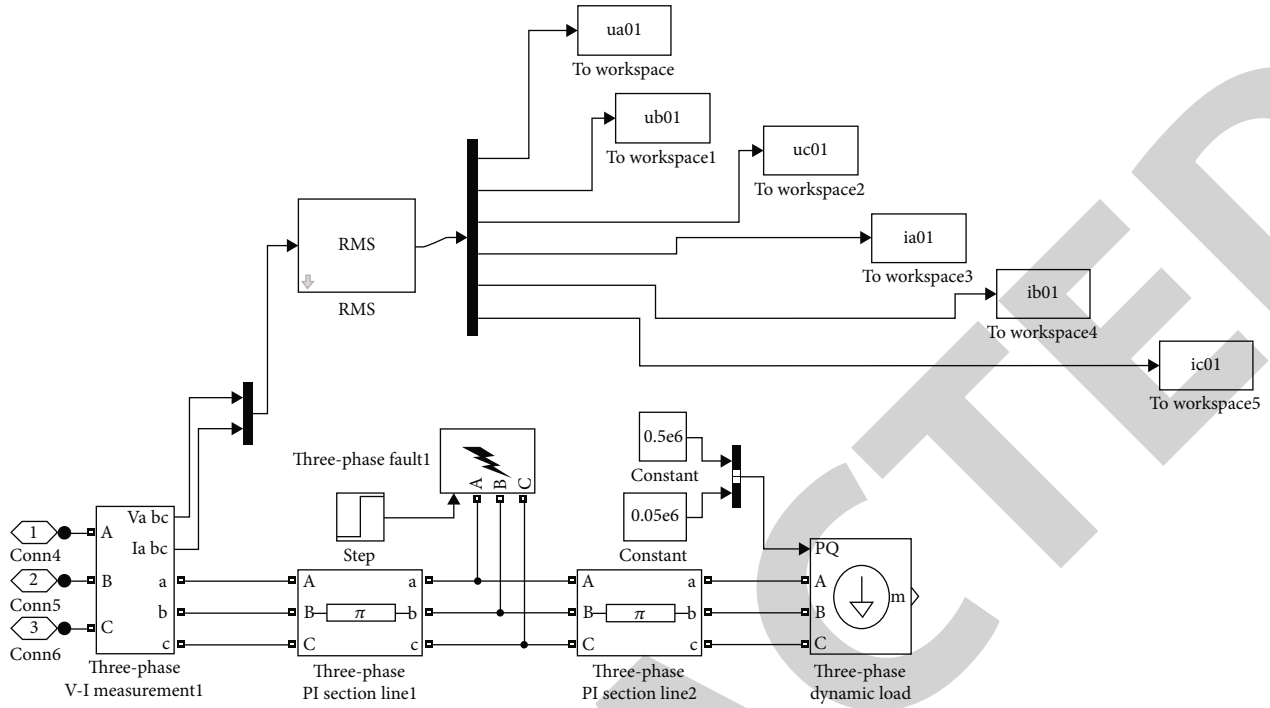 ua01
To workspace
ub01
To workspace1
uc01
To workspace2
ia01
To workspace3
ib01
To workspace4
ic01
To workspace5
RMS
RMS
Three-phase fault1
A
B
C
Step
0.5e6
Constant
0.05e6
Constant
1
Conn4
2
Conn5
3
Conn6
Va bc
Ia bc
A
B
C
a
b
c
Three-phase
V-I measurement1
A
B
C
π
a
b
c
Three-phase
PI section line1
A
B
C
π
a
b
c
Three-phase
PI section line2
PQ
A
B
C
m
Three-phase
dynamic load
ACTED